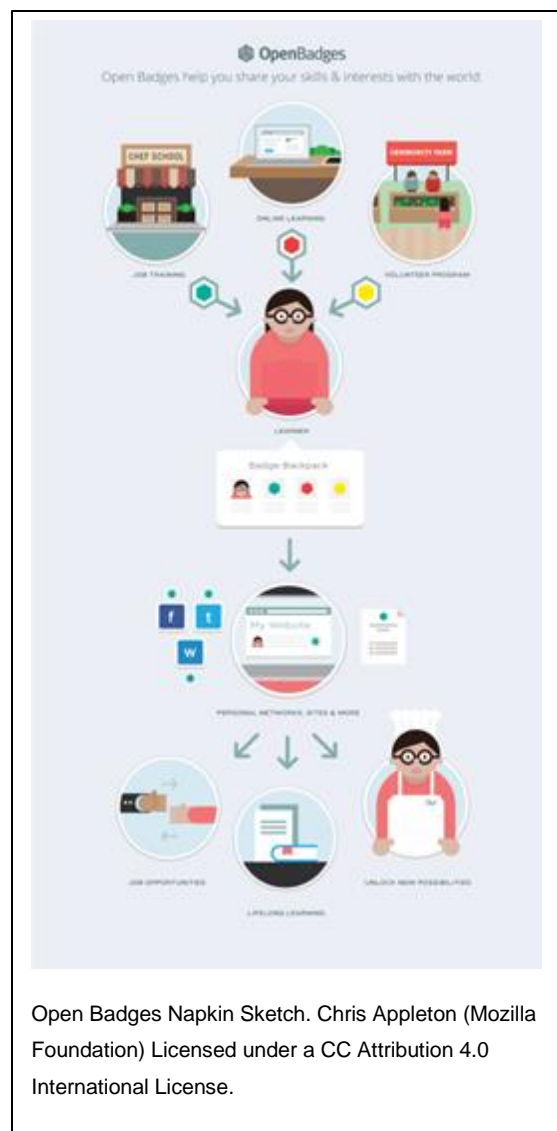 OpenBadges
Open Badges help you share your skills & interests with the world:
CHEF SCHOOL
COMMUNITY FARM
ONLINE LEARNING
JOB TRAINING
VOLUNTEER PROGRAM
LEARNER
Badge Backpack
f
t
w
My Website
PERSONAL NETWORKS, SITES & MORE
JOB OPPORTUNITIES
UNLOCK NEW POSSIBILITIES
LIFELONG LEARNING
Open Badges Napkin Sketch. Chris Appleton (Mozilla
Foundation) Licensed under a CC Attribution 4.0
International License.